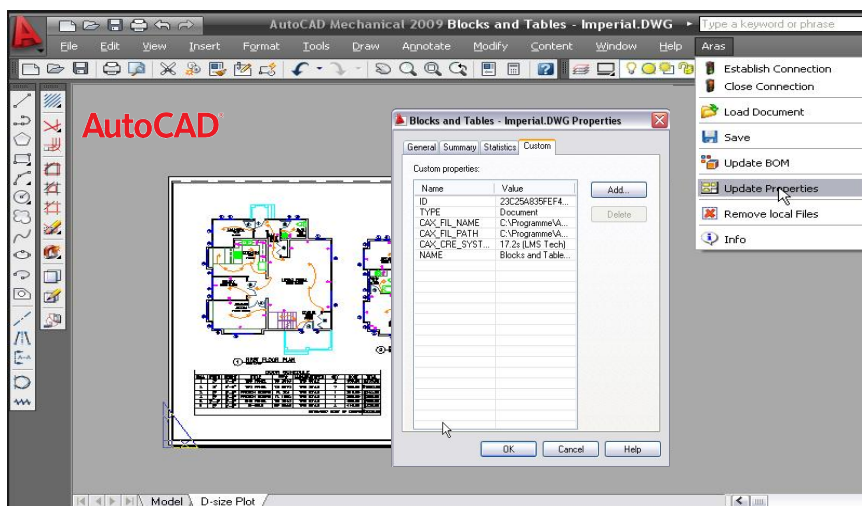 AutoCAD Mechanical 2009 Blocks and Tables - Imperial.DWG
Type a keyword or phrase
File Edit View Insert Format Tools Draw Annotate Modify Content Window Help Aras
Establish Connection
Close Connection
Load Document
Save
Update BOM
Update Properties
Remove local Files
Info
AutoCAD
Blocks and Tables - Imperial.DWG Properties
General Summary Statistics Custom
Custom properties:
Name Value
ID 23C25A835FEF4...
TYPE Document
CAX_FIL_NAME C:\Programme\A...
CAX_FIL_PATH C:\Programme\A...
CAX_CRE_SYST... 17.2s (LMS Tech)
NAME Blocks and Table...
Add...
Delete
OK Cancel Help
Model D-size Plot